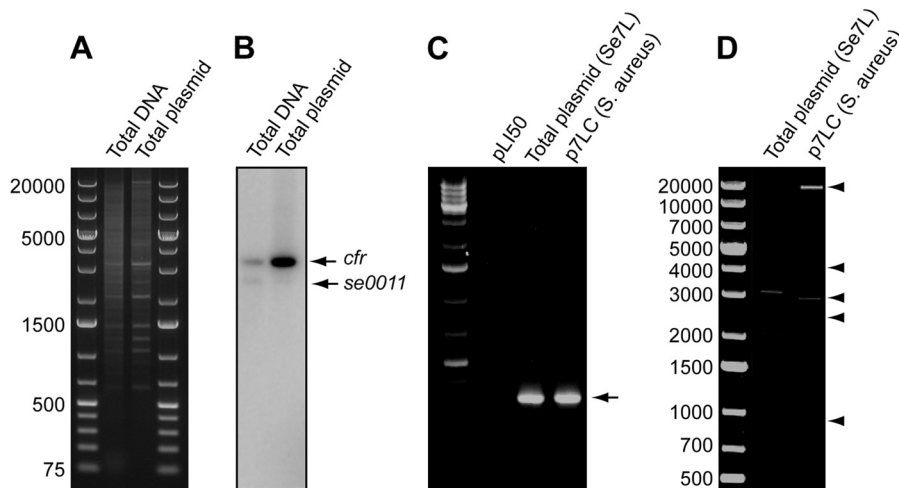 A
Total DNA
Total plasmid
20000
5000
1500
500
75
B
Total DNA
Total plasmid
cfr
se0011
C
pLI50
Total plasmid (Se7L)
p7LC (S. aureus)
D
Total plasmid (Se7L)
p7LC (S. aureus)
20000
10000
7000
5000
4000
3000
2000
1500
1000
700
500